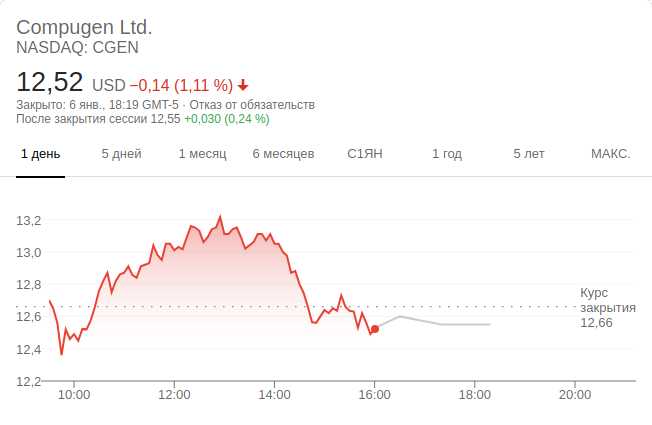 Compugen Ltd.
NASDAQ: CGEN
12,52 USD −0,14 (1,11 %)
Закрыто: 6 янв., 18:19 GMT-5 · Отказ от обязательств
После закрытия сессии 12,55 +0,030 (0,24 %)
1 день 5 дней 1 месяц 6 месяцев С1ЯН 1 год 5 лет МАКС.
13,2
13,0
12,8
12,6
12,4
12,2
Курс
закрытия
12,66
10:00 12:00 14:00 16:00 18:00 20:00